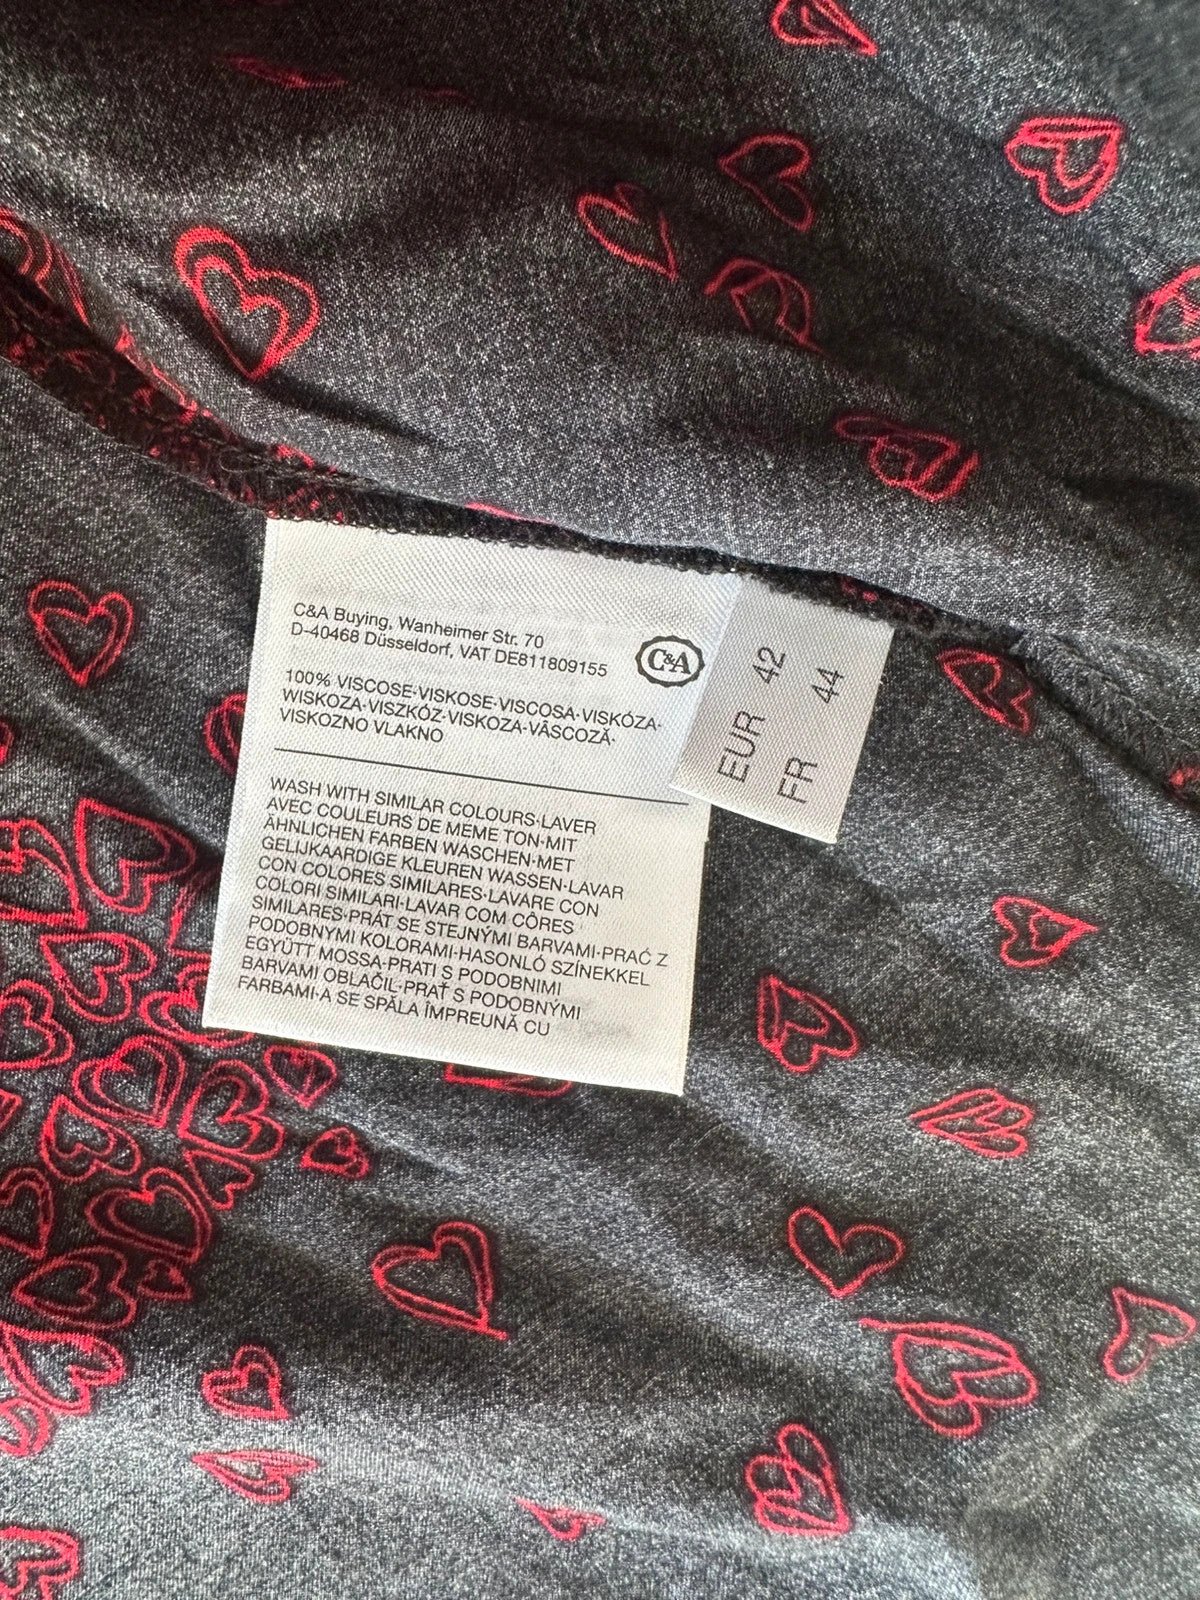 C&A Buying, Wanheimer Str. 70
D-40468 Düsseldorf, VAT DE811809155
C&A
100% VISCOSE·VISKOSE·VISCOSA·VISKÓZA·
WISKOZA·VISZKÓZ·VISKOZA·VÂSCOZĂ·
VISKOZNO VLAKNO
WASH WITH SIMILAR COLOURS·LAVER
AVEC COULEURS DE MEME TON·MIT
ÄHNLICHEN FARBEN WASCHEN·MET
GELIJKAARDIGE KLEUREN WASSEN·LAVAR
CON COLORES SIMILARES·LAVARE CON
COLORI SIMILARI·LAVAR COM CÔRES
SIMILARES·PRÁT SE STEJNÝMI BARVAMI·PRAĆ Z
PODOBNYMI KOLORAMI·HASONLÓ SZÍNEKKEL
EGYÜTT MOSSA·PRATI S PODOBNIMI
BARVAMI OBLAČIL·PRAŤ S PODOBNÝMI
FARBAMI·A SE SPĂLA ÎMPREUNĂ CU
EUR 42
FR 44